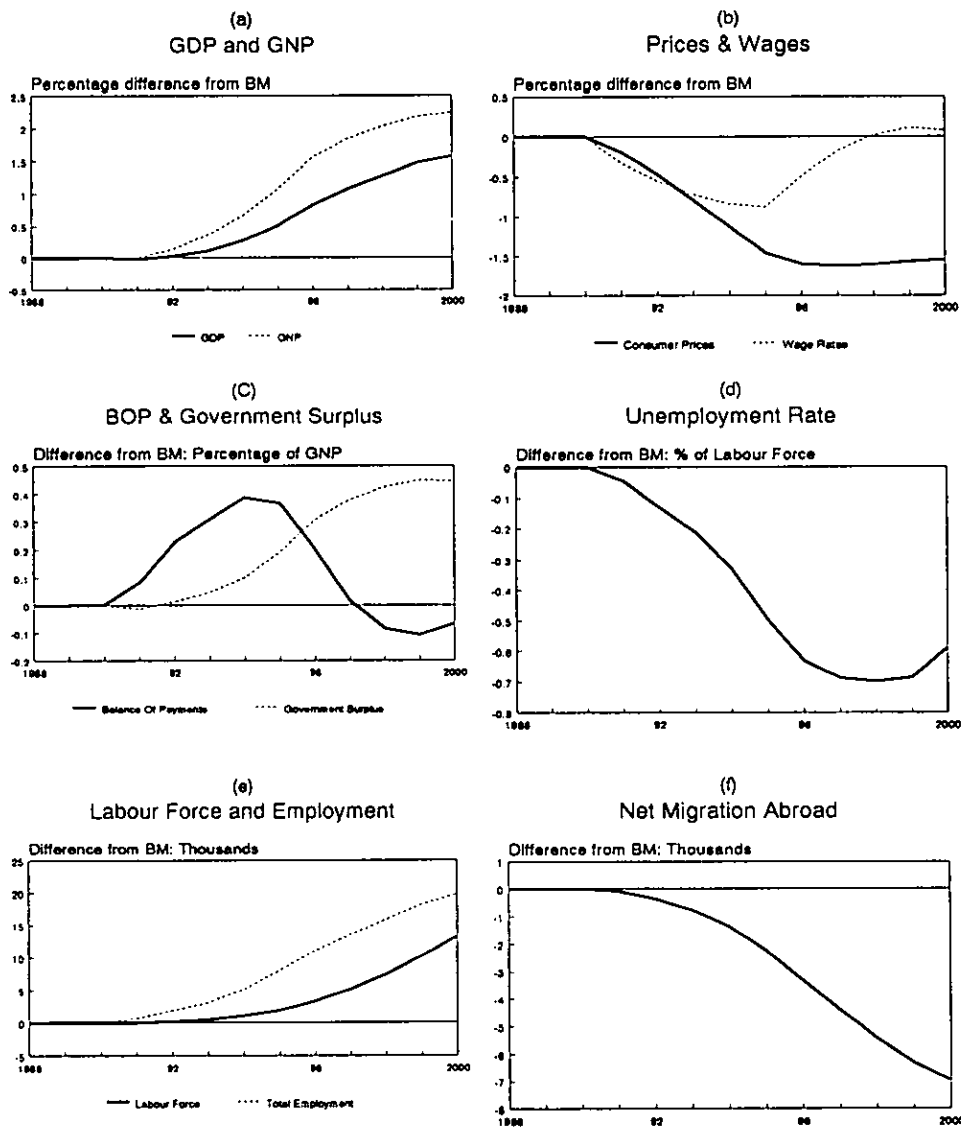 (a)
GDP and GNP
Percentage difference from BM
2.5
2
1.5
1
0.5
0
-0.5
1988 92 96 2000
GDP GNP
(b)
Prices & Wages
Percentage difference from BM
0.5
0
-0.5
-1
-1.5
-2
1988 92 96 2000
Consumer Prices Wage Rates
(C)
BOP & Government Surplus
Difference from BM: Percentage of GNP
0.5
0.4
0.3
0.2
0.1
0
-0.1
-0.2
1988 92 96 2000
Balance Of Payments Government Surplus
(d)
Unemployment Rate
Difference from BM: % of Labour Force
0
-0.1
-0.2
-0.3
-0.4
-0.5
-0.6
-0.7
-0.8
1988 92 96 2000
(e)
Labour Force and Employment
Difference from BM: Thousands
25
20
15
10
5
0
-5
1988 92 96 2000
Labour Force Total Employment
(f)
Net Migration Abroad
Difference from BM: Thousands
1
0
-1
-2
-3
-4
-5
-6
-7
-8
1988 92 96 2000